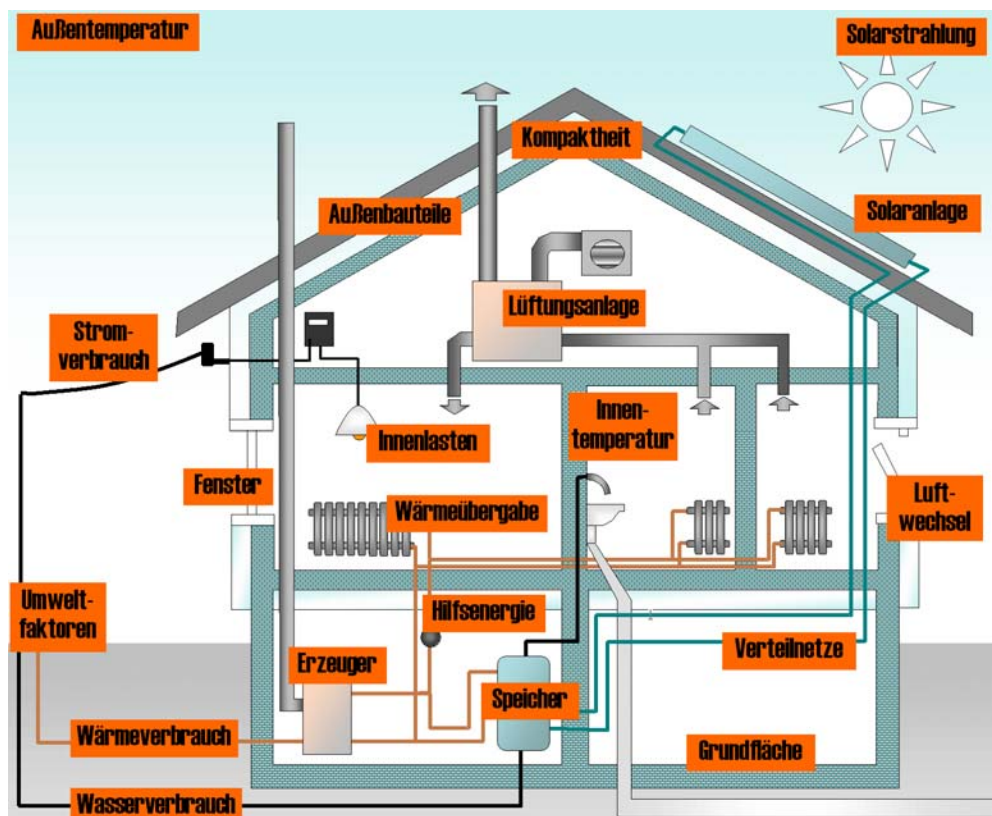 Außentemperatur
Solarstrahlung
Kompaktheit
Außenbauteile
Solaranlage
Lüftungsanlage
Strom-
verbrauch
Innenlasten
Innen-
temperatur
Fenster
Wärmeübergabe
Luft-
wechsel
Umwelt-
faktoren
Hilfsenergie
Erzeuger
Verteilnetze
Speicher
Wärmeverbrauch
Grundfläche
Wasserverbrauch